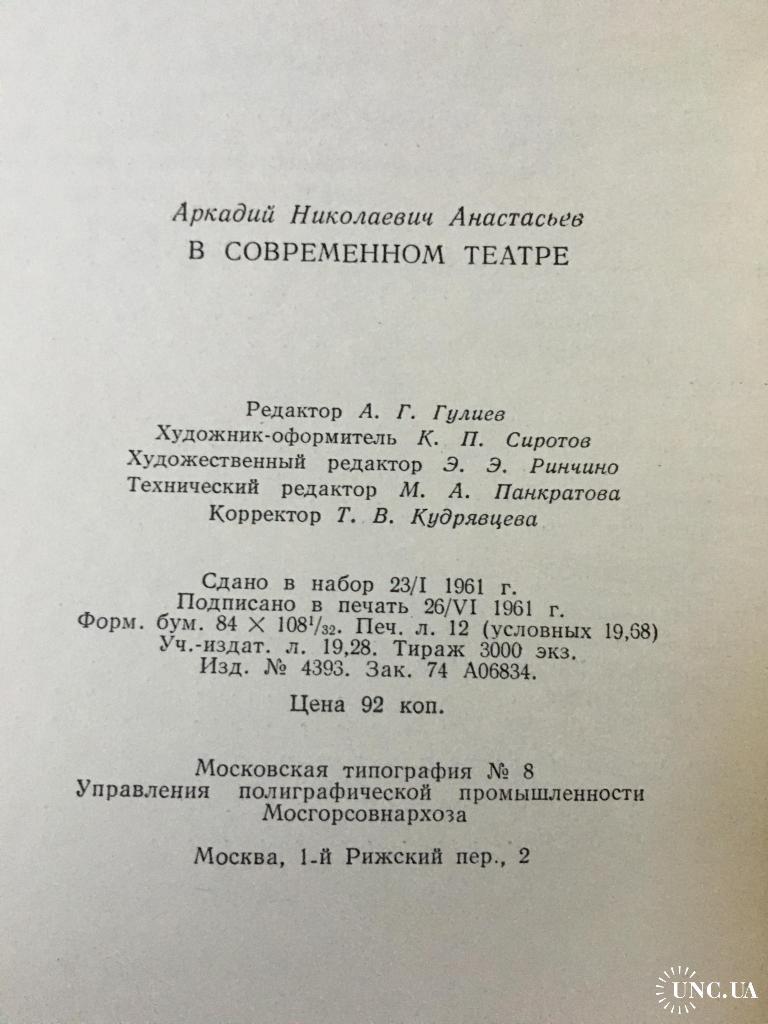 Аркадий Николаевич Анастасьев
В СОВРЕМЕННОМ ТЕАТРЕ
Редактор А. Г. Гулиев
Художник-оформитель К. П. Сиротов
Художественный редактор Э. Э. Ринчино
Технический редактор М. А. Панкратова
Корректор Т. В. Кудрявцева
Сдано в набор 23/I 1961 г.
Подписано в печать 26/VI 1961 г.
Форм. бум. 84 × 108¹/₃₂. Печ. л. 12 (условных 19,68)
Уч.-издат. л. 19,28. Тираж 3000 экз.
Изд. № 4393. Зак. 74 А06834.
Цена 92 коп.
Московская типография № 8
Управления полиграфической промышленности
Мосгорсовнархоза
Москва, 1-й Рижский пер., 2
UNC.UA